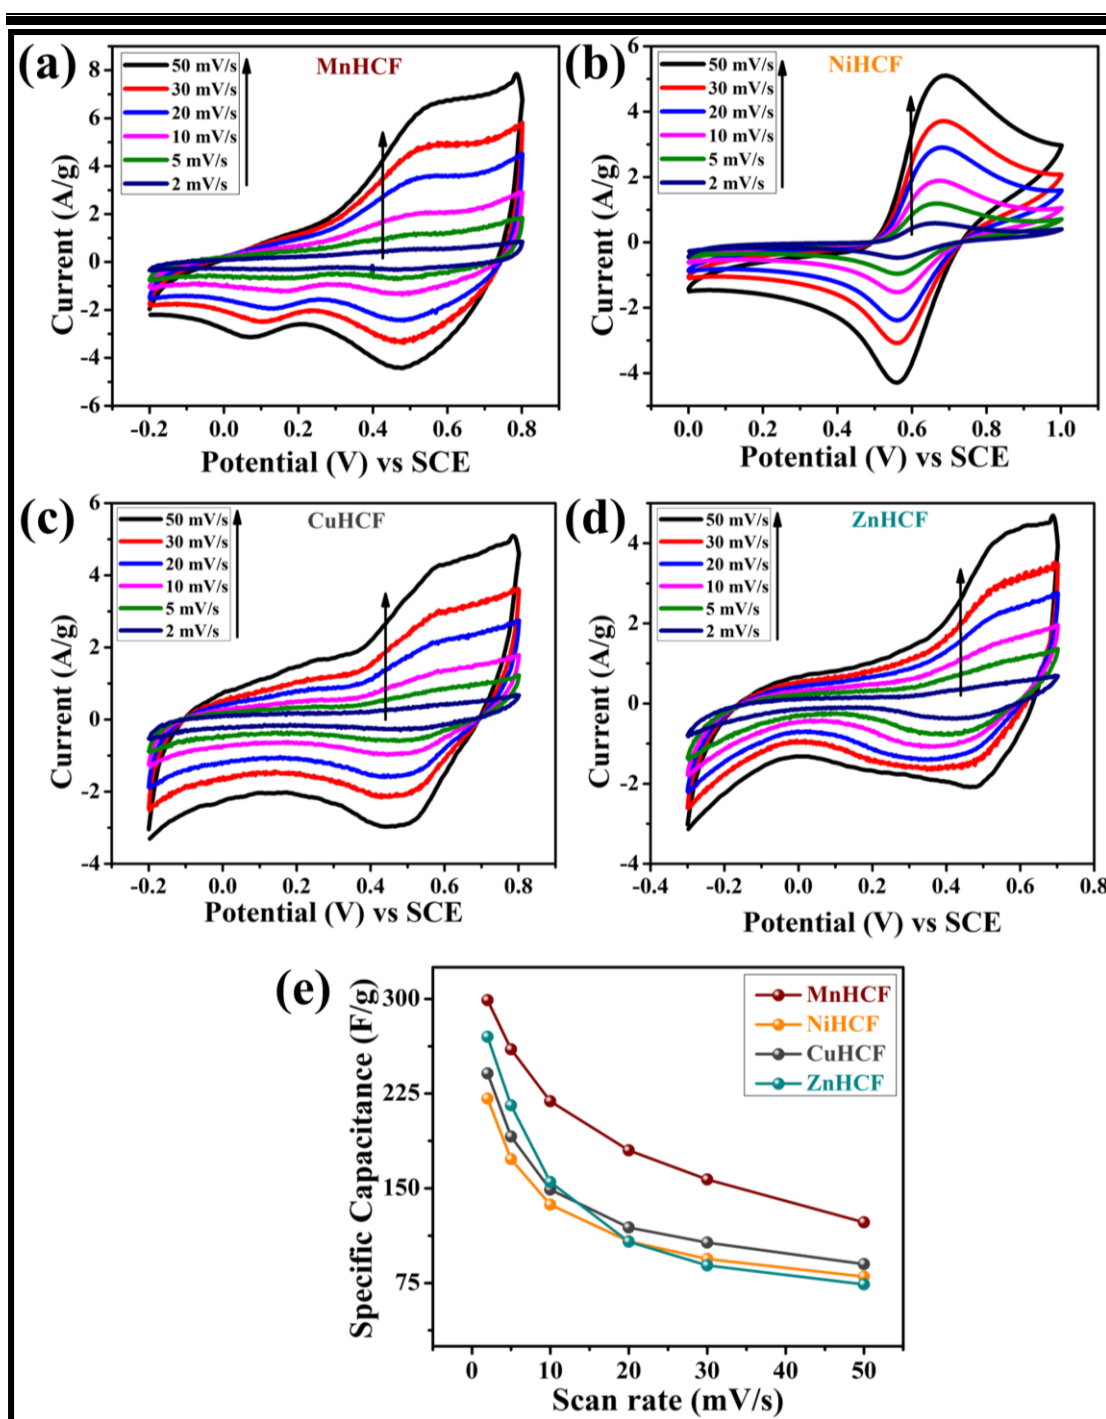 (a)
MnHCF
50 mV/s
30 mV/s
20 mV/s
10 mV/s
5 mV/s
2 mV/s
8
6
4
2
0
-2
-4
-6
Current (A/g)
-0.2
0.0
0.2
0.4
0.6
0.8
Potential (V) vs SCE
(b)
NiHCF
50 mV/s
30 mV/s
20 mV/s
10 mV/s
5 mV/s
2 mV/s
4
2
0
-2
-4
Current (A/g)
0.0
0.2
0.4
0.6
0.8
1.0
Potential (V) vs SCE
(c)
CuHCF
50 mV/s
30 mV/s
20 mV/s
10 mV/s
5 mV/s
2 mV/s
6
4
2
0
-2
-4
Current (A/g)
-0.2
0.0
0.2
0.4
0.6
0.8
Potential (V) vs SCE
(d)
ZnHCF
50 mV/s
30 mV/s
20 mV/s
10 mV/s
5 mV/s
2 mV/s
4
2
0
-2
-4
Current (A/g)
-0.4
-0.2
0.0
0.2
0.4
0.6
0.8
Potential (V) vs SCE
(e)
MnHCF
NiHCF
CuHCF
ZnHCF
300
225
150
75
Specific Capacitance (F/g)
0
10
20
30
40
50
Scan rate (mV/s)